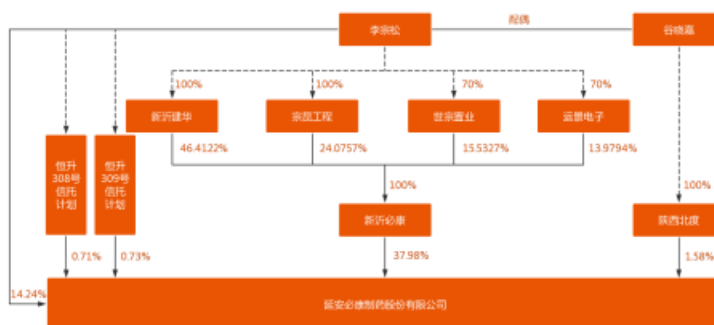 李宗松
配偶
谷晓嘉
100%
100%
70%
70%
新沂建华
宗昆工程
世宗置业
运景电子
46.4122%
24.0757%
15.5327%
13.9794%
恒升
308号
信托
计划
恒升
309号
信托
计划
100%
100%
新沂必康
陕西北度
0.71%
0.73%
37.98%
1.58%
14.24%
延安必康制药股份有限公司